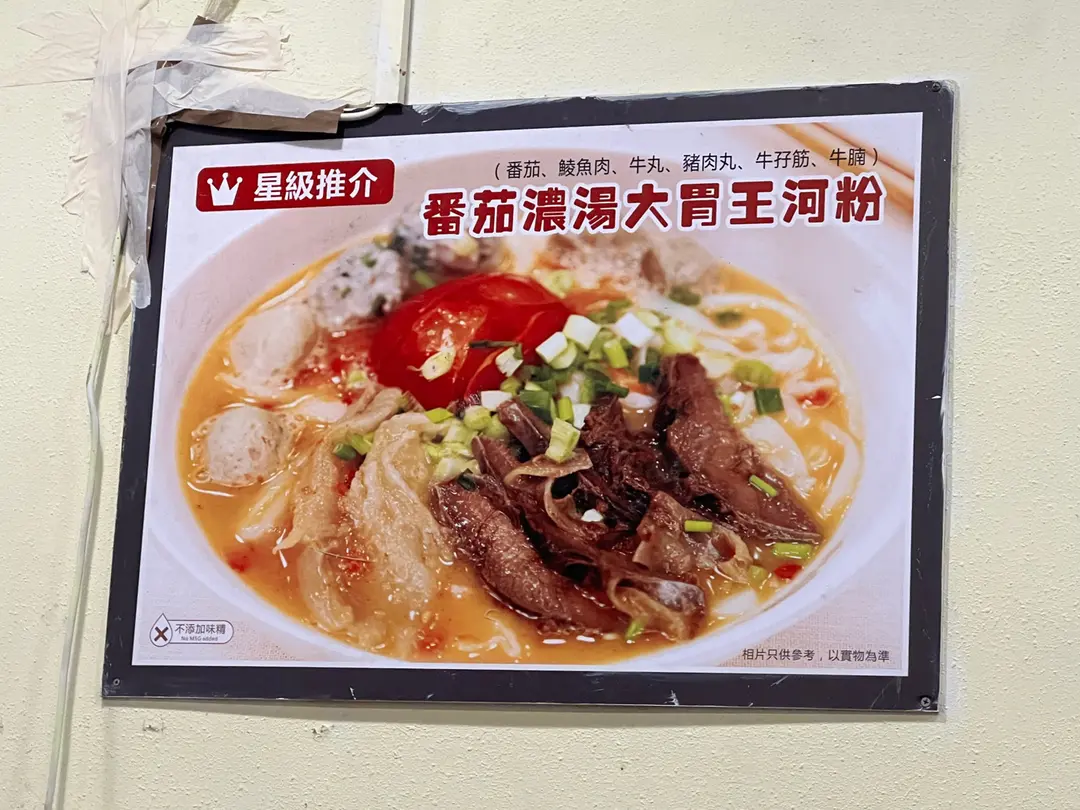 （番茄、鯪魚肉、牛丸、豬肉丸、牛孖筋、牛腩）
星級推介
番茄濃湯大胃王河粉
不添加味精
No MSG added
相片只供參考，以實物為準